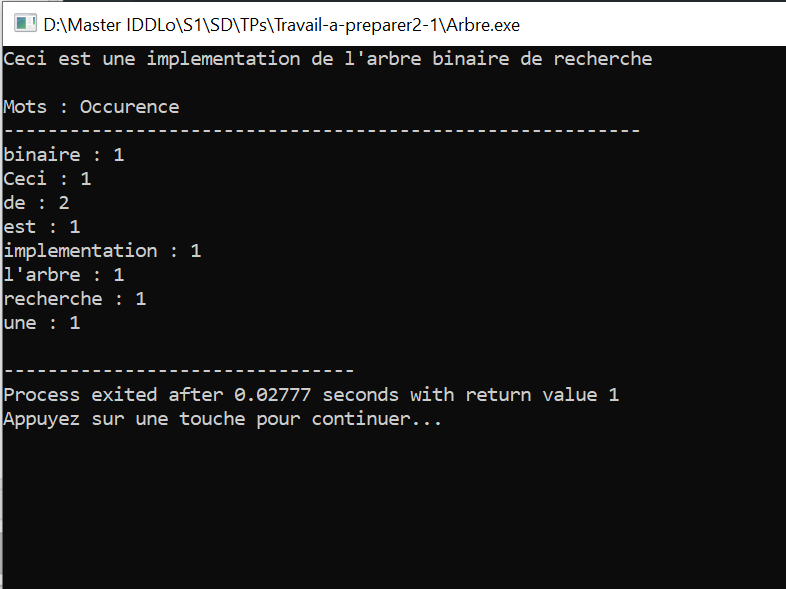 D:\Master IDDLo\S1\SD\TPs\Travail-a-preparer2-1\Arbre.exe
Ceci est une implementation de l'arbre binaire de recherche
Mots : Occurence
----------------------------------------------------------
binaire : 1
Ceci : 1
de : 2
est : 1
implementation : 1
l'arbre : 1
recherche : 1
une : 1
--------------------------------
Process exited after 0.02777 seconds with return value 1
Appuyez sur une touche pour continuer...